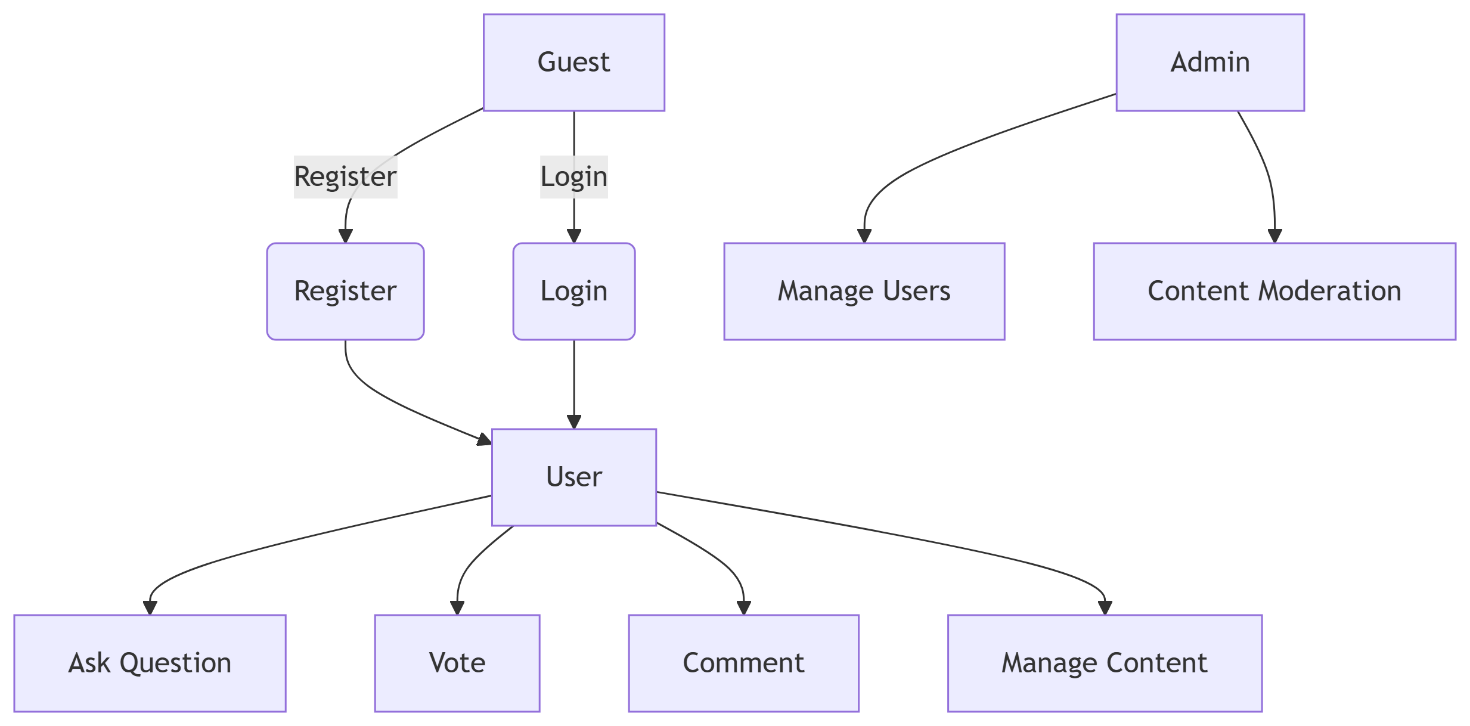 Guest
Admin
Register
Login
Register
Login
Manage Users
Content Moderation
User
Ask Question
Vote
Comment
Manage Content